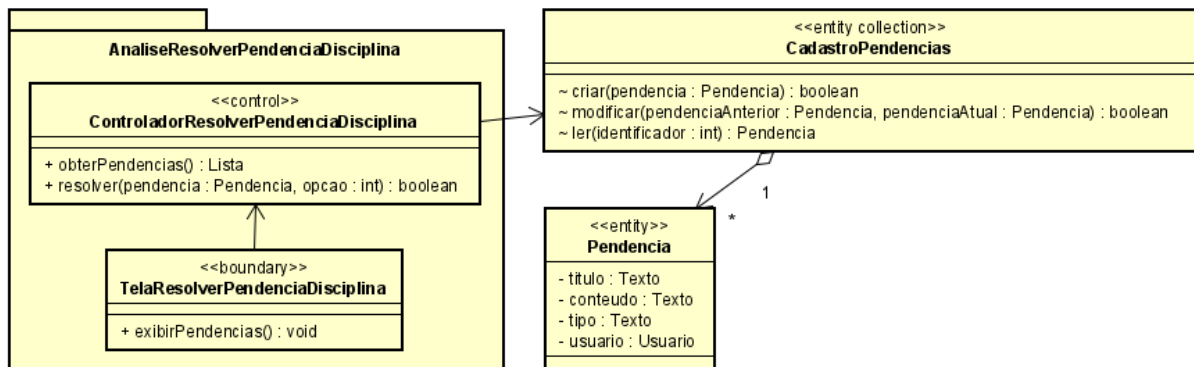 AnaliseResolverPendenciaDisciplina
<<control>>
ControladorResolverPendenciaDisciplina
+ obterPendencias() : Lista
+ resolver(pendencia : Pendencia, opcao : int) : boolean
<<boundary>>
TelaResolverPendenciaDisciplina
+ exibirPendencias() : void
<<entity collection>>
CadastroPendencias
~ criar(pendencia : Pendencia) : boolean
~ modificar(pendenciaAnterior : Pendencia, pendenciaAtual : Pendencia) : boolean
~ ler(identificador : int) : Pendencia
1
*
<<entity>>
Pendencia
- titulo : Texto
- conteudo : Texto
- tipo : Texto
- usuario : Usuario